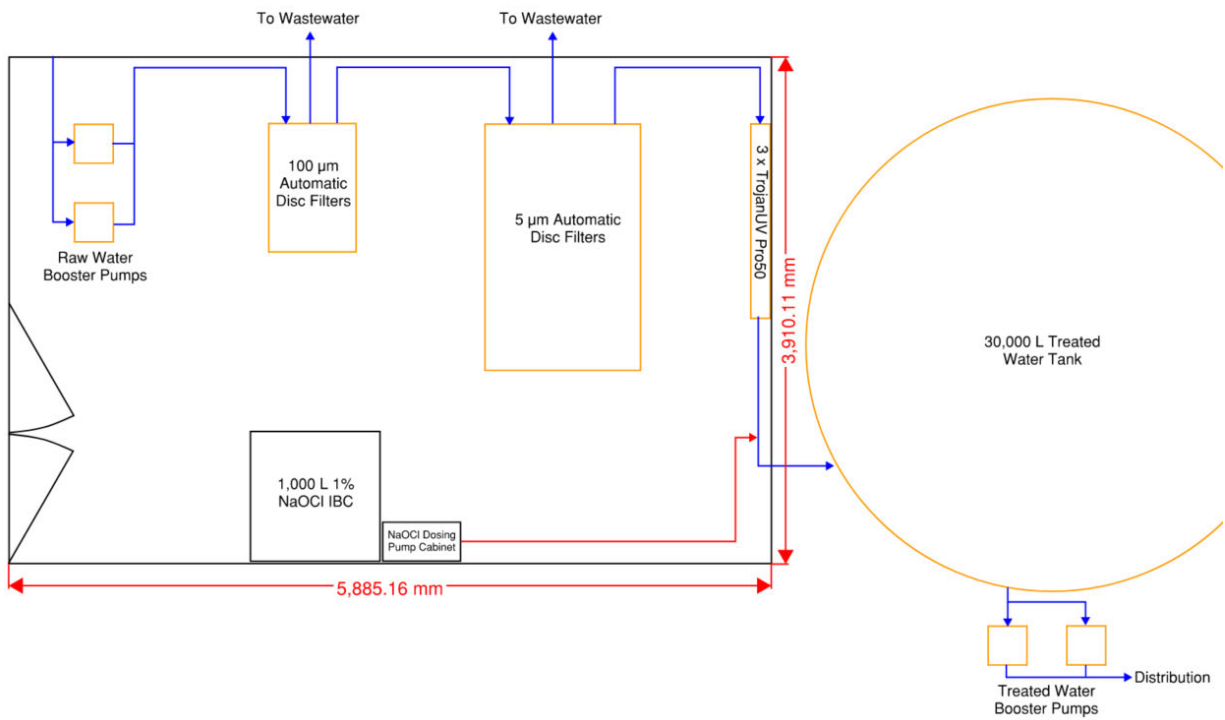 To Wastewater
To Wastewater
100 µm
Automatic
Disc Filters
5 µm Automatic
Disc Filters
3 x TrojanUV Pro50
3,910.11 mm
Raw Water
Booster Pumps
30,000 L Treated
Water Tank
1,000 L 1%
NaOCl IBC
NaOCl Dosing
Pump Cabinet
5,885.16 mm
Distribution
Treated Water
Booster Pumps